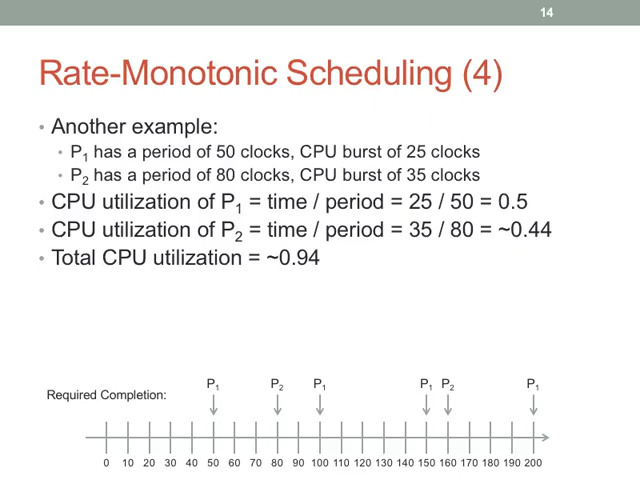 14
Rate-Monotonic Scheduling (4)
• Another example:
• P1 has a period of 50 clocks, CPU burst of 25 clocks
• P2 has a period of 80 clocks, CPU burst of 35 clocks
• CPU utilization of P1 = time / period = 25 / 50 = 0.5
• CPU utilization of P2 = time / period = 35 / 80 = ~0.44
• Total CPU utilization = ~0.94
P1 P2 P1 P1 P2 P1
Required Completion:
0 10 20 30 40 50 60 70 80 90 100 110 120 130 140 150 160 170 180 190 200